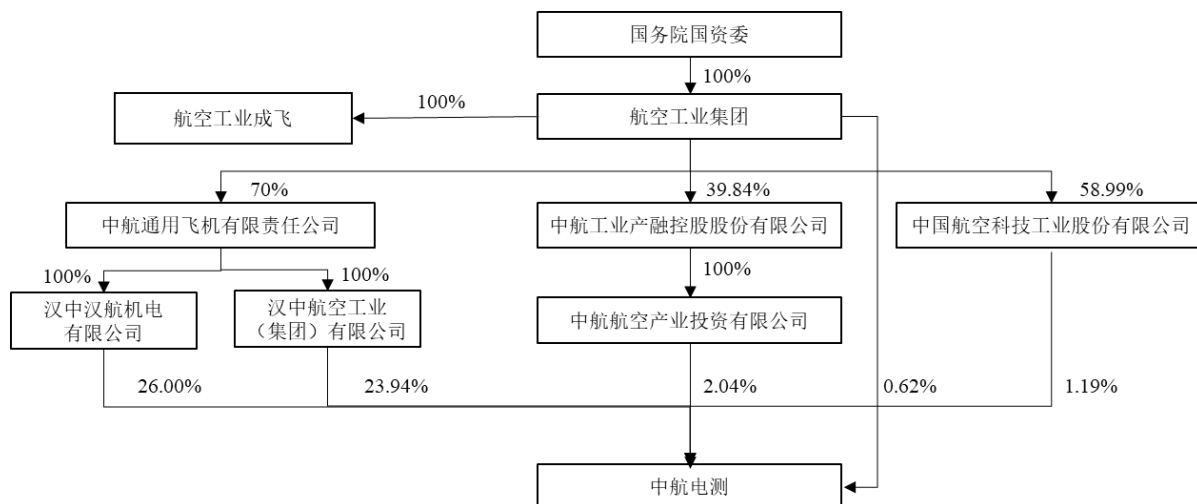 国务院国资委
100%
航空工业成飞
100%
航空工业集团
70%
39.84%
58.99%
中航通用飞机有限责任公司
中航工业产融控股股份有限公司
中国航空科技工业股份有限公司
100%
100%
100%
汉中汉航机电
有限公司
汉中航空工业
（集团）有限公司
中航航空产业投资有限公司
26.00%
23.94%
2.04%
0.62%
1.19%
中航电测